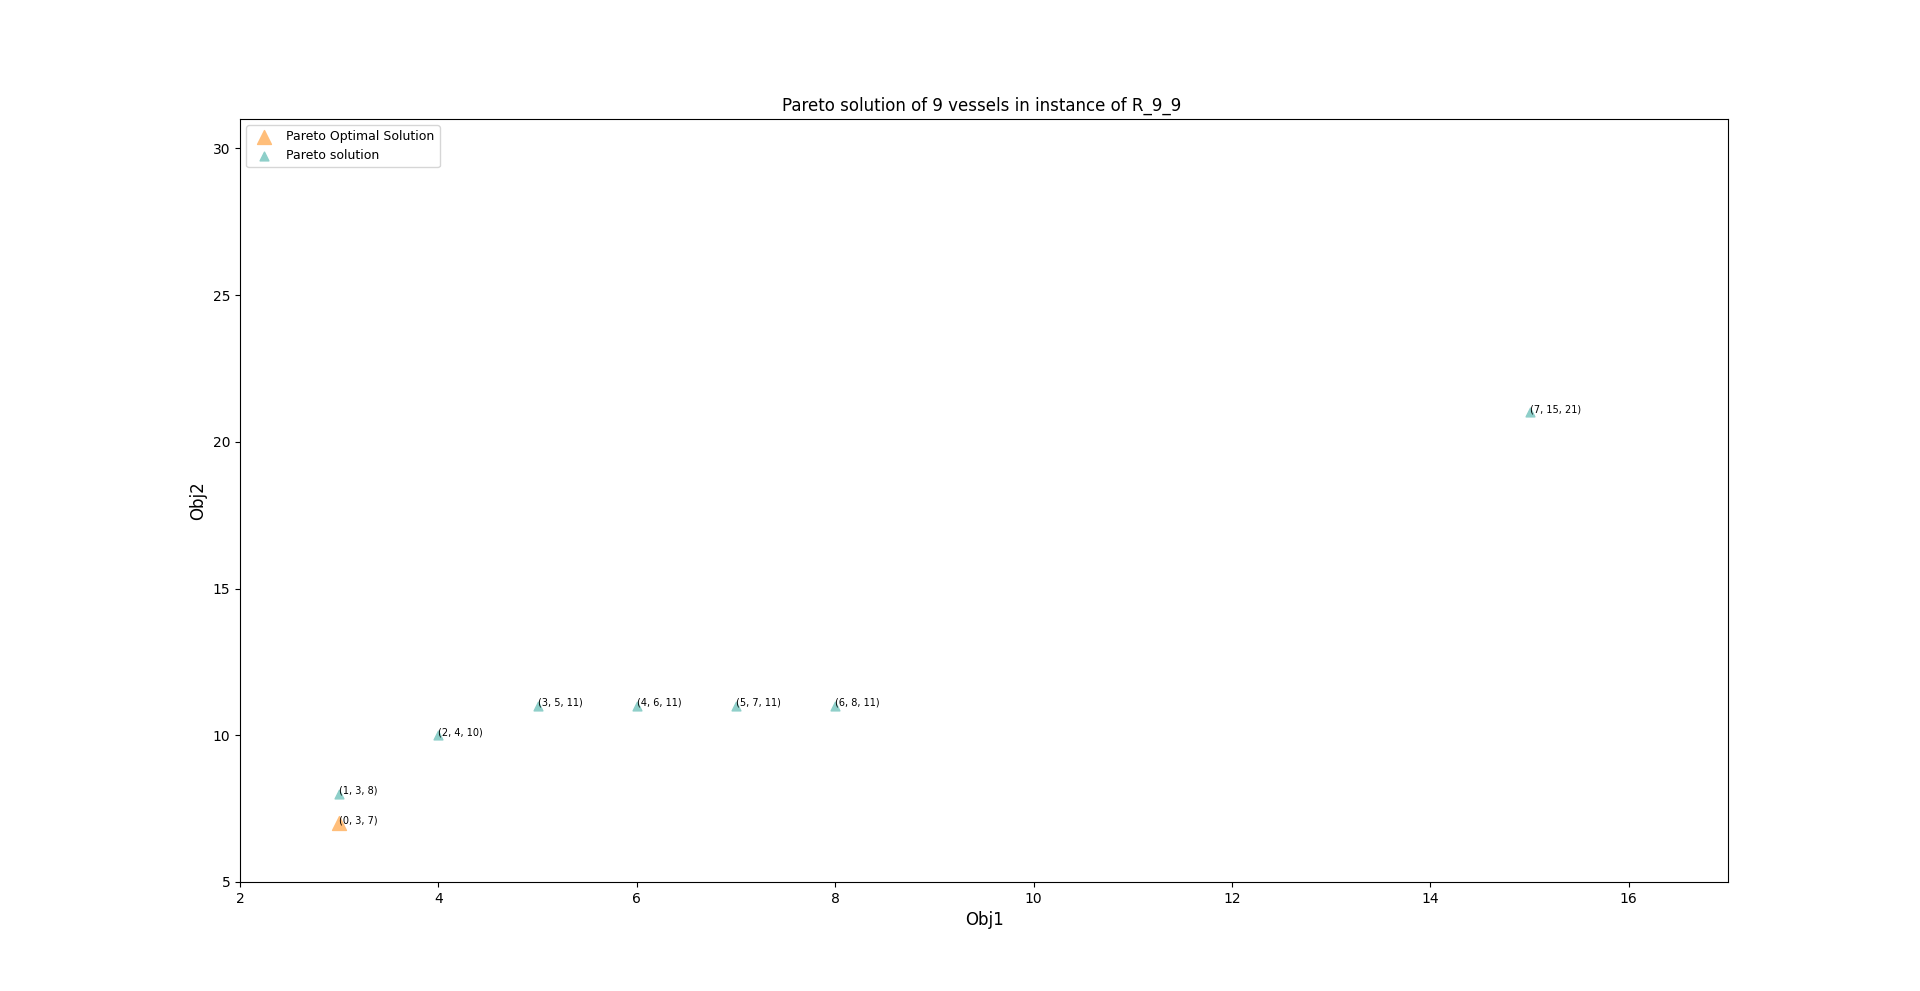 Pareto solution of 9 vessels in instance of R_9_9
Pareto Optimal Solution
Pareto solution
30
25
20
15
10
5
Obj2
(7, 15, 21)
(3, 5, 11)
(4, 6, 11)
(5, 7, 11)
(6, 8, 11)
(2, 4, 10)
(1, 3, 8)
(0, 3, 7)
2
4
6
8
10
12
14
16
Obj1